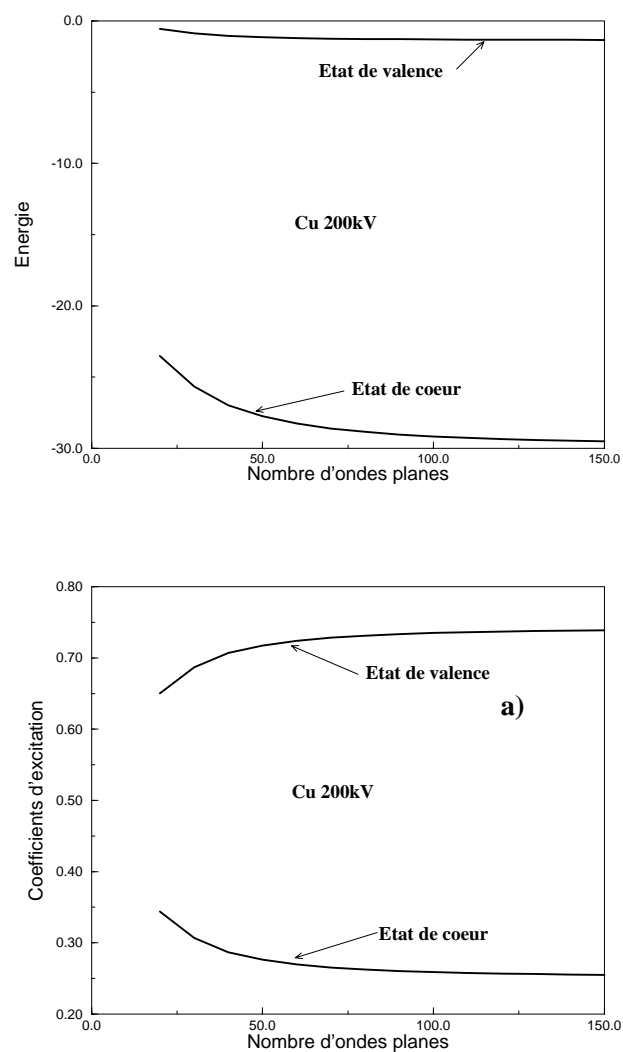 0.0
Etat de valence
-10.0
Energie
Cu 200kV
-20.0
Etat de coeur
-30.0
0.0 50.0 100.0 150.0
Nombre d'ondes planes
0.80
0.70
Etat de valence
a)
0.60
Coefficients d'excitation
0.50
Cu 200kV
0.40
Etat de coeur
0.30
0.20
0.0 50.0 100.0 150.0
Nombre d'ondes planes